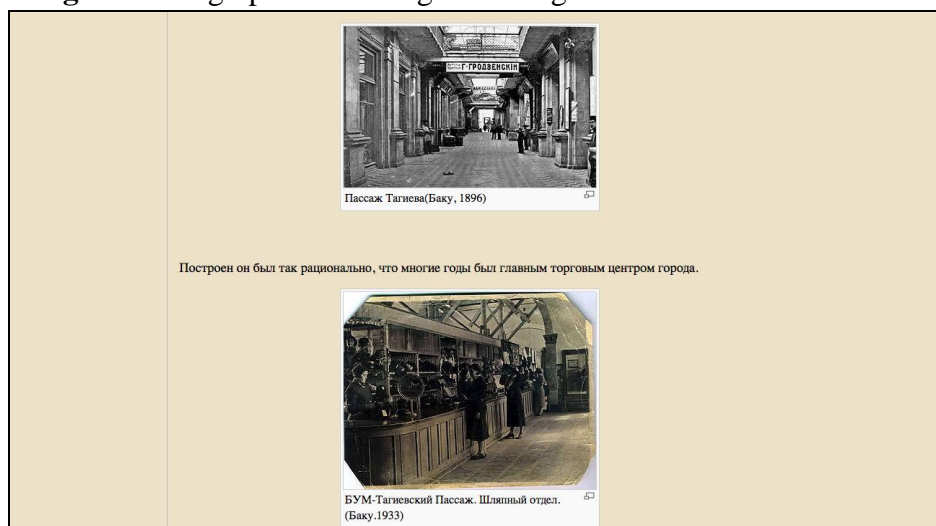 Г·ГРОДЗЕНСКІЙ
Пассаж Тагиева(Баку, 1896)
Построен он был так рационально, что многие годы был главным торговым центром города.
БУМ-Тагиевский Пассаж. Шляпный отдел.
(Баку.1933)